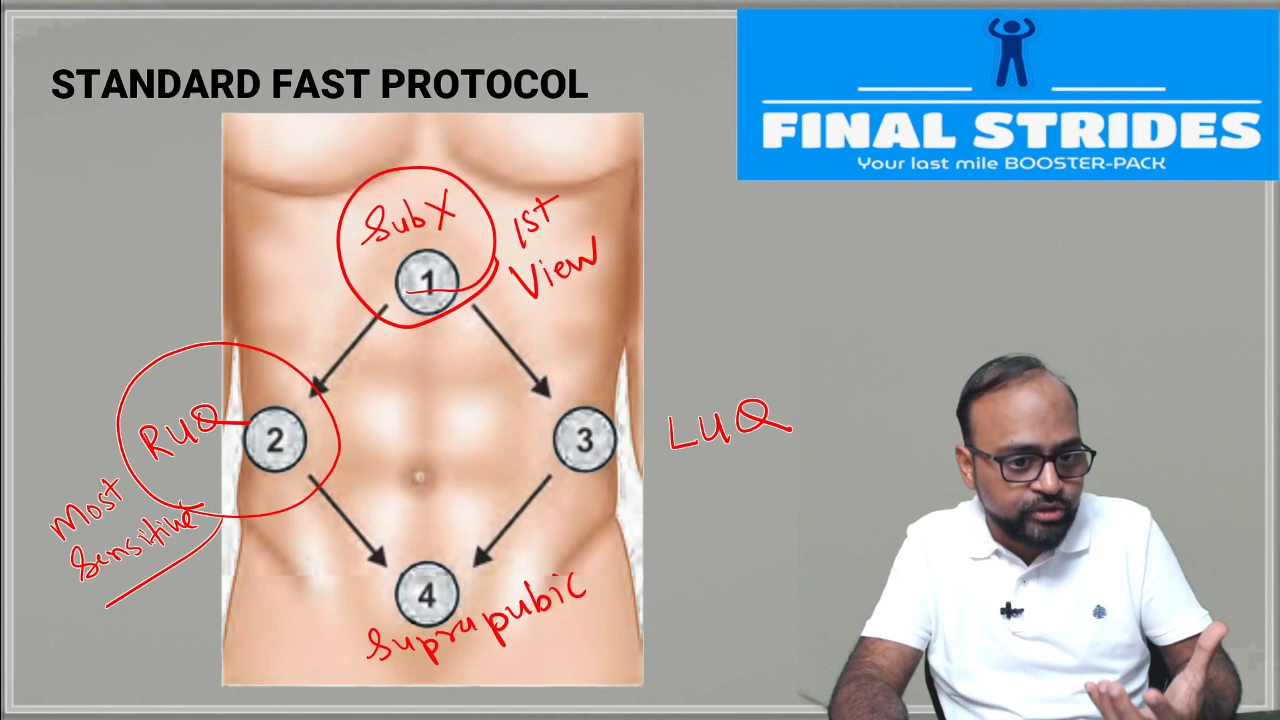 STANDARD FAST PROTOCOL
FINAL STRIDES
Your last mile BOOSTER-PACK
SubX
1st
View
1
RUQ
2
3
LUQ
Most
Sensitive
4
Suprapubic